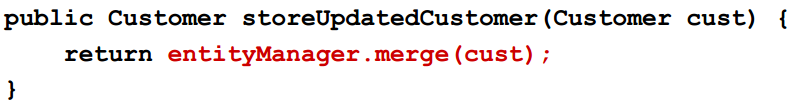 public Customer storeUpdatedCustomer(Customer cust) {
    return entityManager.merge(cust);
}